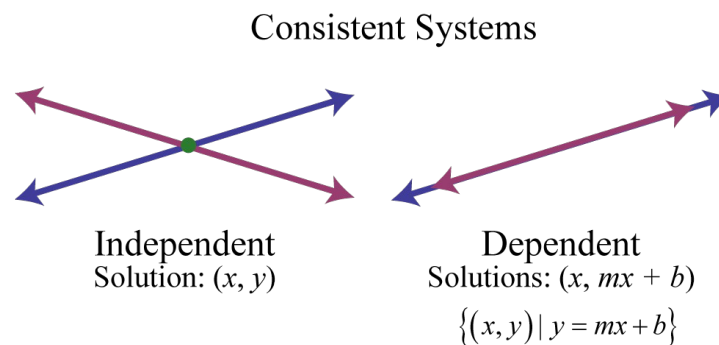 Consistent Systems
Independent
Solution: (x, y)
Dependent
Solutions: (x, mx + b)
{(x, y) | y = mx + b}